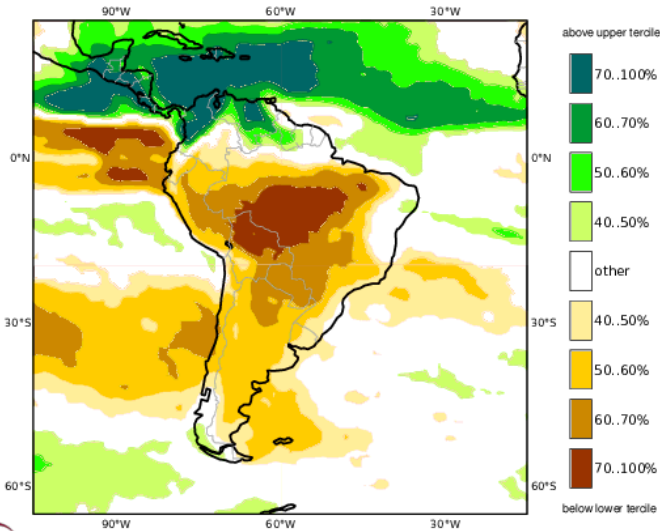 90°W 60°W 30°W
above upper tercile
70..100%
60..70%
0°N 0°N
50..60%
40..50%
other
30°S 30°S
40..50%
50..60%
60..70%
70..100%
60°S 60°S
below lower tercile
90°W 60°W 30°W